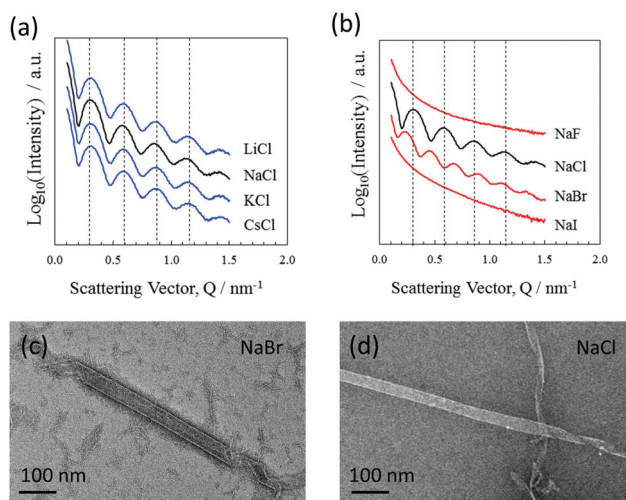 (a)
Log₁₀(Intensity) / a.u.
LiCl
NaCl
KCl
CsCl
0.0 0.5 1.0 1.5 2.0
Scattering Vector, Q / nm⁻¹
(b)
Log₁₀(Intensity) / a.u.
NaF
NaCl
NaBr
NaI
0.0 0.5 1.0 1.5 2.0
Scattering Vector, Q / nm⁻¹
(c)
NaBr
100 nm
(d)
NaCl
100 nm